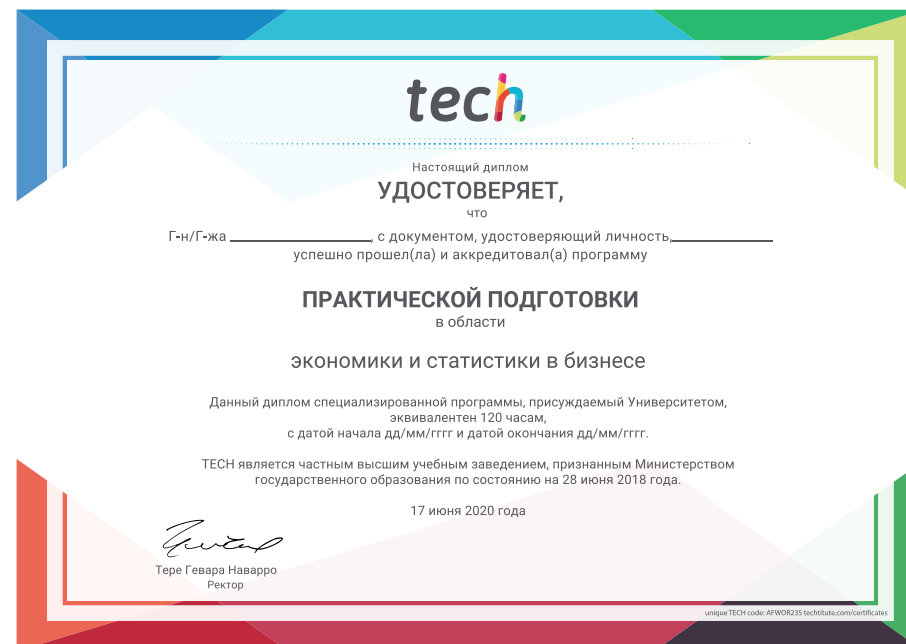 tech
Настоящий диплом
УДОСТОВЕРЯЕТ,
что
Г-н/Г-жа ____________________, с документом, удостоверяющий личность,______________
успешно прошел(ла) и аккредитовал(а) программу
ПРАКТИЧЕСКОЙ ПОДГОТОВКИ
в области
экономики и статистики в бизнесе
Данный диплом специализированной программы, присуждаемый Университетом,
эквивалентен 120 часам,
с датой начала дд/мм/гггг и датой окончания дд/мм/гггг.
TECH является частным высшим учебным заведением, признанным Министерством
государственного образования по состоянию на 28 июня 2018 года.
17 июня 2020 года
Тере Гевара Наварро
Ректор
unique TECH code: AFWOR23S techtitute.com/certificates